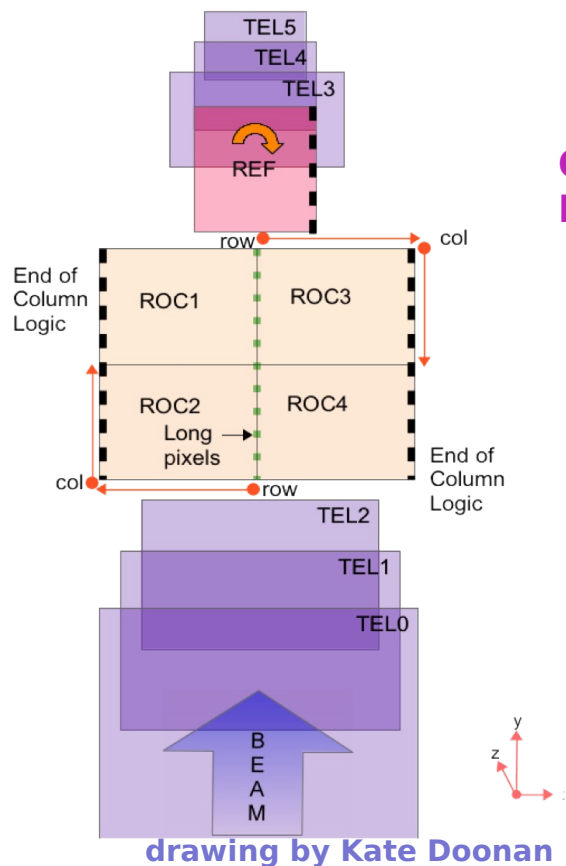 TEL5
TEL4
TEL3
REF
row
col
End of
Column
Logic
ROC1
ROC3
ROC2
ROC4
Long
pixels
End of
Column
Logic
col
row
TEL2
TEL1
TEL0
B
E
A
M
y
z
drawing by Kate Doonan